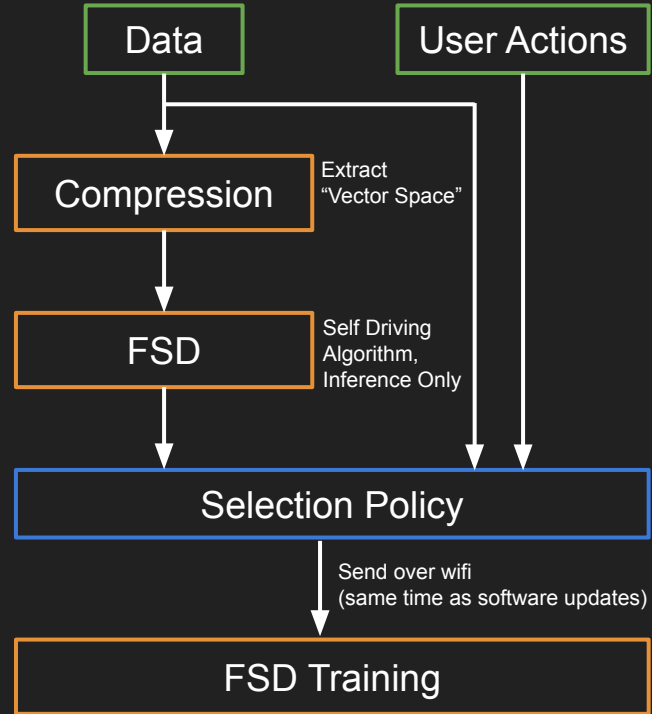 Data
User Actions
Compression
Extract
“Vector Space”
FSD
Self Driving
Algorithm,
Inference Only
Selection Policy
Send over wifi
(same time as software updates)
FSD Training